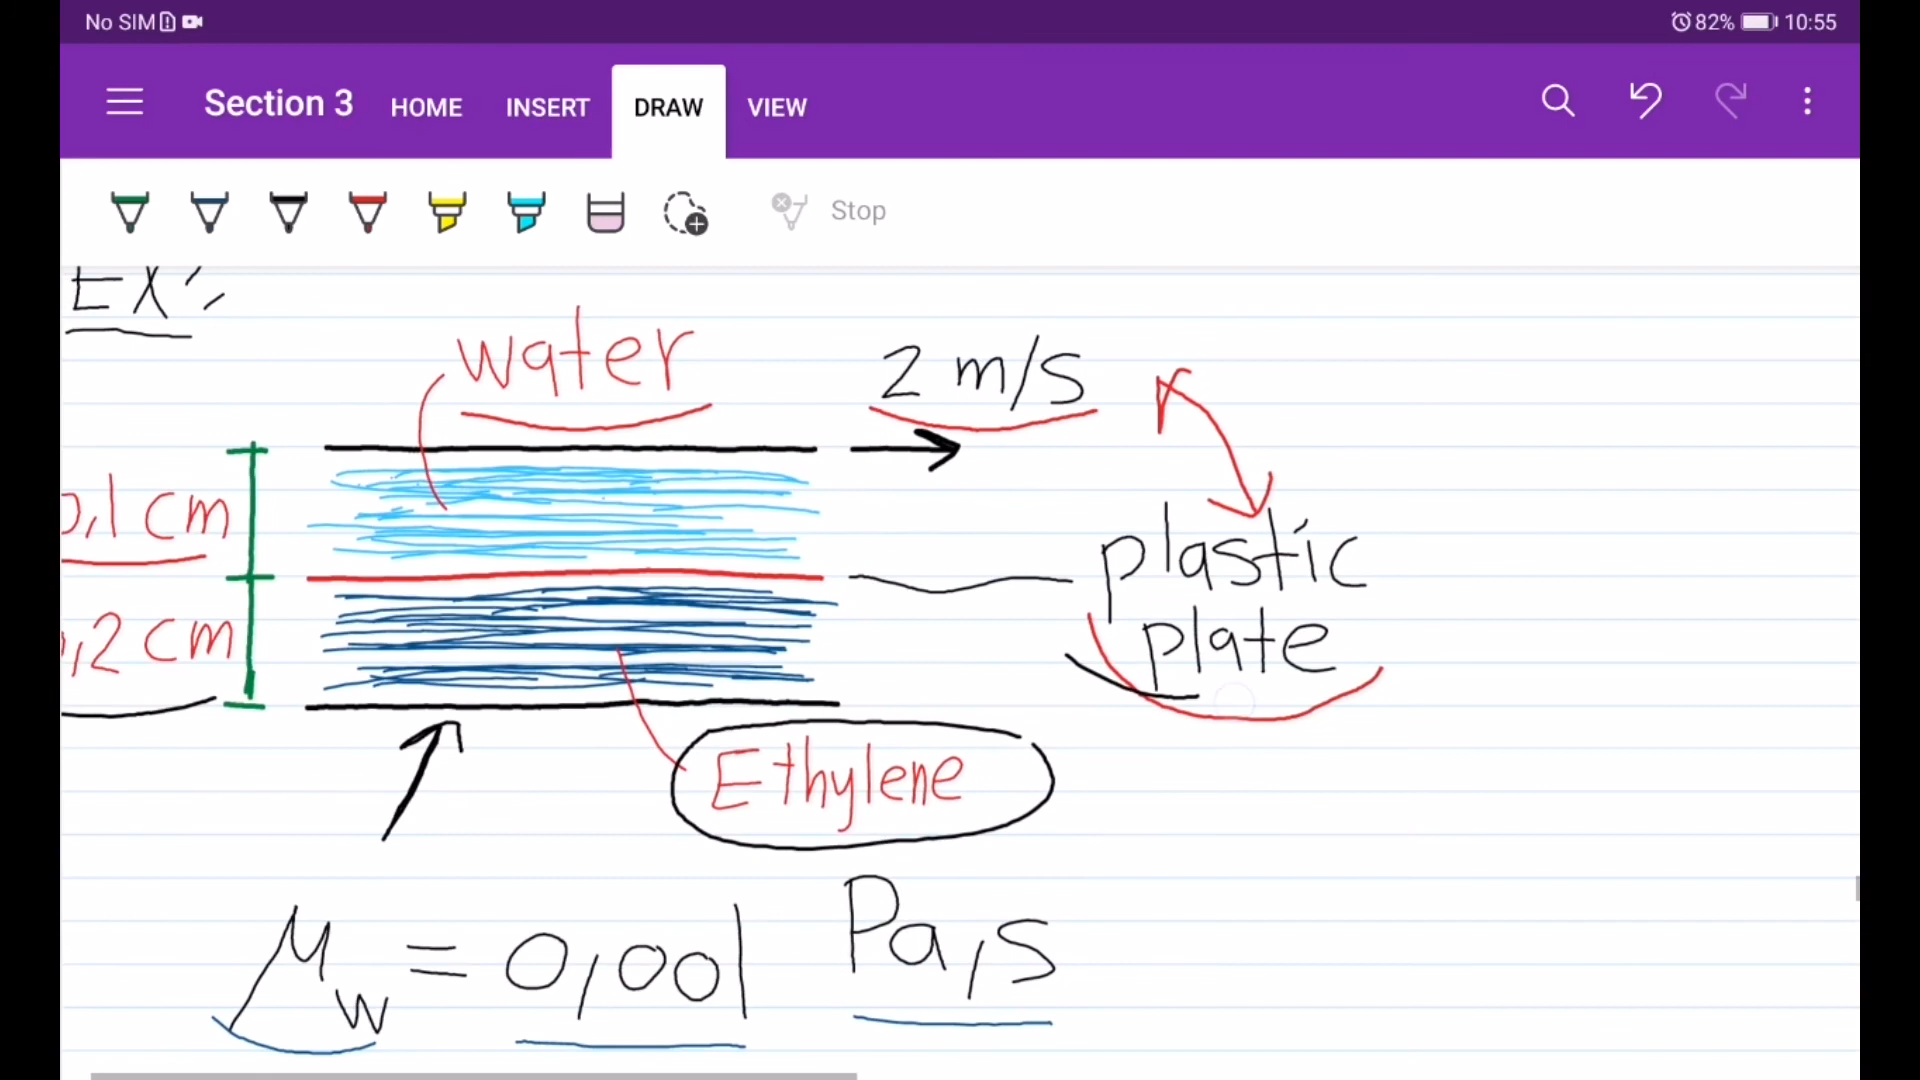 No SIM 82% 10:55
Section 3 HOME INSERT DRAW VIEW
Stop
EX:
water
2 m/s
0,1 cm
plastic
plate
,2 cm
Ethylene
μw = 0,001 Pa,s